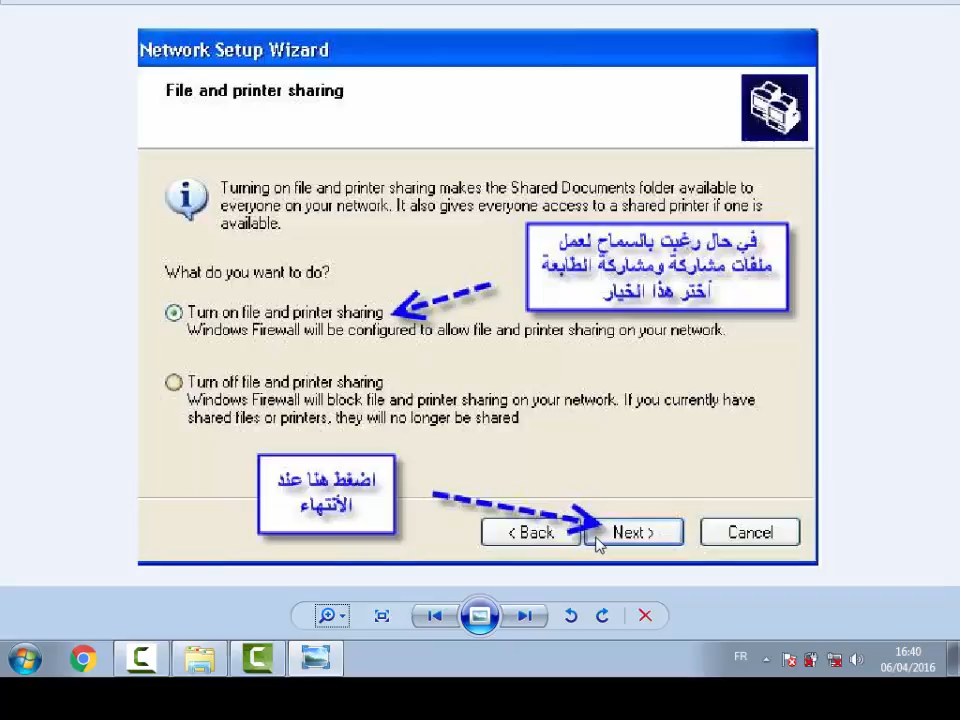 Network Setup Wizard
File and printer sharing
Turning on file and printer sharing makes the Shared Documents folder available to
everyone on your network. It also gives everyone access to a shared printer if one is
available.
في حال رغبت بالسماح لعمل
ملفات مشاركة ومشاركة الطابعة
أختر هذا الخيار
What do you want to do?
Turn on file and printer sharing
Windows Firewall will be configured to allow file and printer sharing on your network.
Turn off file and printer sharing
Windows Firewall will block file and printer sharing on your network. If you currently have
shared files or printers, they will no longer be shared
اضغط هنا عند
الأنتهاء
< Back
Next >
Cancel
FR
16:40
06/04/2016